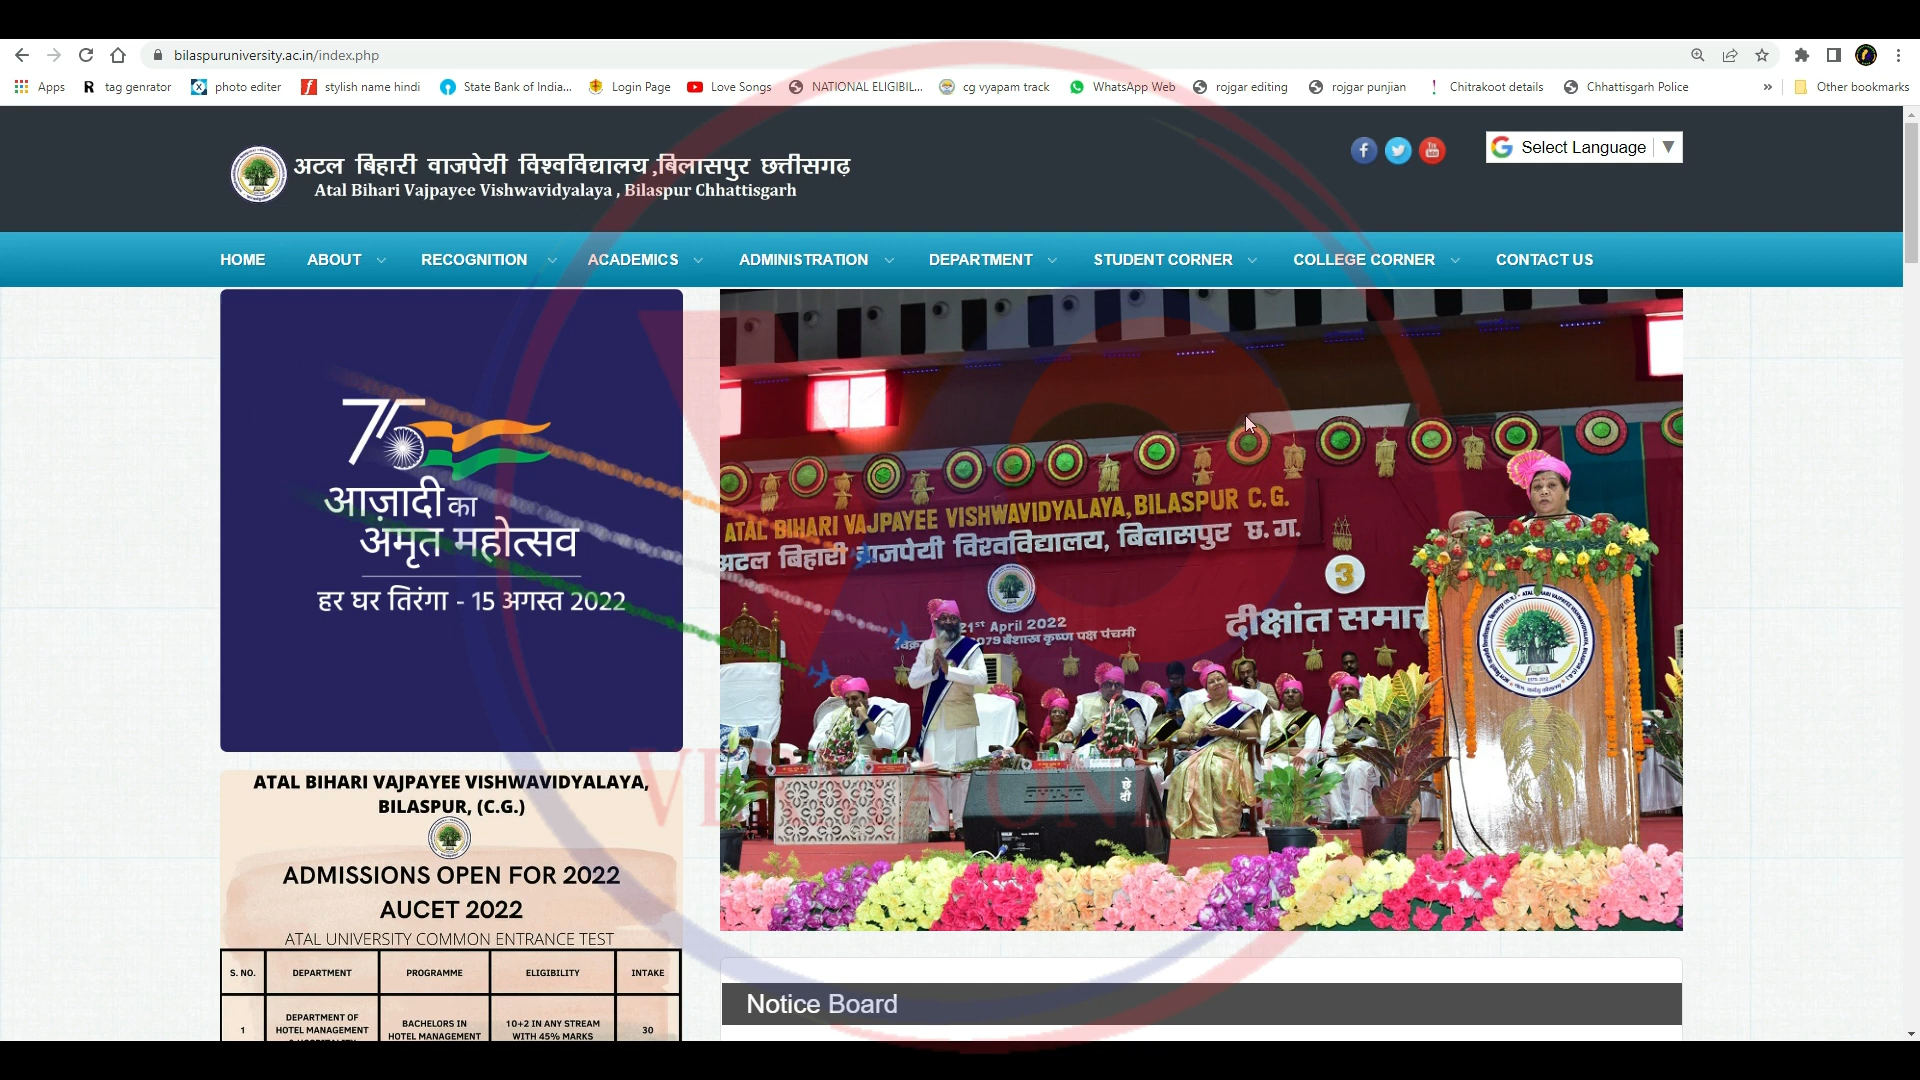 bilaspuruniversity.ac.in/index.php
Apps
tag genrator
photo editer
stylish name hindi
State Bank of India...
Login Page
Love Songs
NATIONAL ELIGIBIL...
cg vyapam track
WhatsApp Web
rojgar editing
rojgar punjian
Chitrakoot details
Chhattisgarh Police
»
Other bookmarks
अटल बिहारी वाजपेयी विश्वविद्यालय ,बिलासपुर छत्तीसगढ़
Atal Bihari Vajpayee Vishwavidyalaya , Bilaspur Chhattisgarh
Select Language
HOME
ABOUT
RECOGNITION
ACADEMICS
ADMINISTRATION
DEPARTMENT
STUDENT CORNER
COLLEGE CORNER
CONTACT US
75
आज़ादी का
अमृत महोत्सव
हर घर तिरंगा - 15 अगस्त 2022
ATAL BIHARI VAJPAYEE VISHWAVIDYALAYA, BILASPUR C.G.
अटल बिहारी वाजपेयी विश्वविद्यालय, बिलासपुर छ.ग.
3
21st April 2022
2079 बैशाख कृष्ण पक्ष पंचमी
दीक्षांत समार
ATAL BIHARI VAJPAYEE VISHWAVIDYALAYA,
BILASPUR, (C.G.)
ADMISSIONS OPEN FOR 2022
AUCET 2022
ATAL UNIVERSITY COMMON ENTRANCE TEST
S. NO.
DEPARTMENT
PROGRAMME
ELIGIBILITY
INTAKE
1
DEPARTMENT OF
HOTEL MANAGEMENT
BACHELORS IN
HOTEL MANAGEMENT
10+2 IN ANY STREAM
WITH 45% MARKS
30
Notice Board